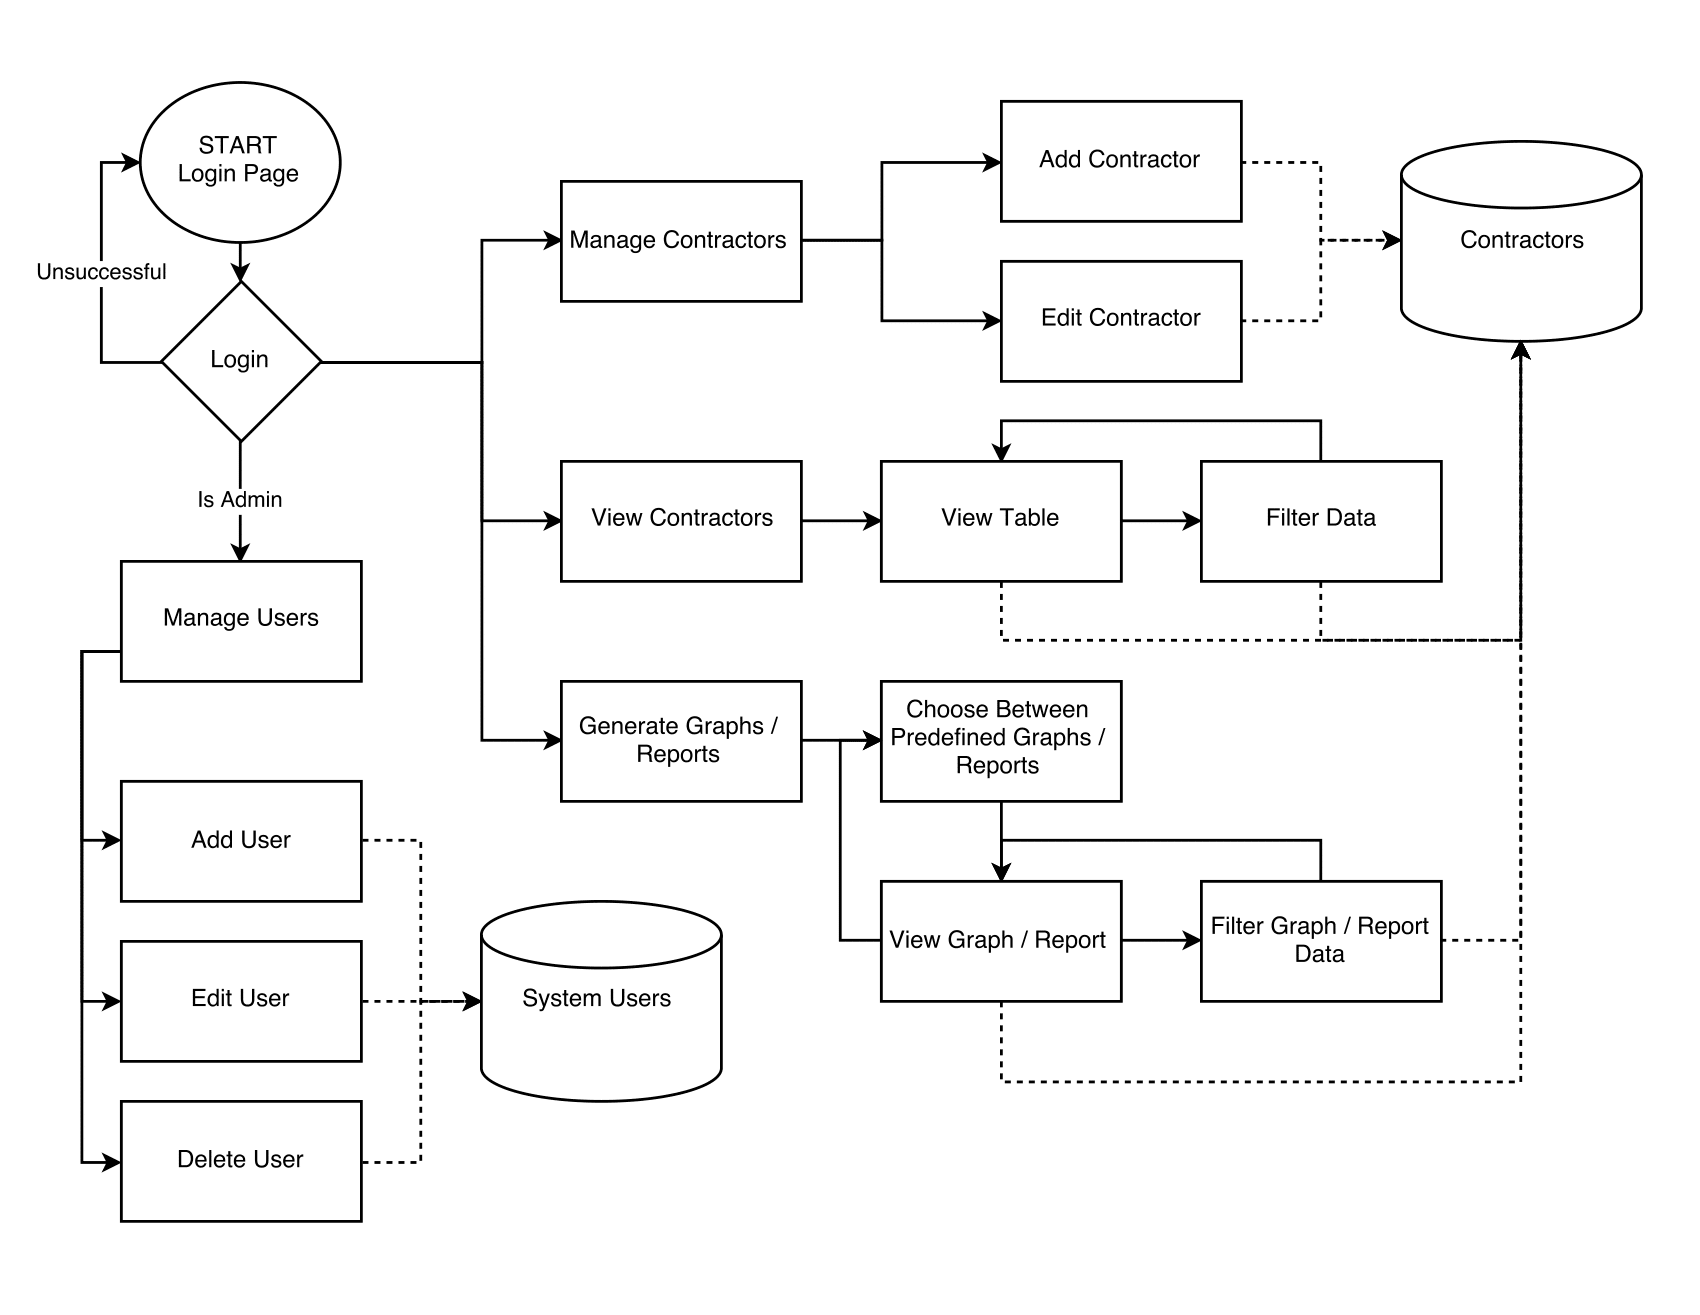 START
Login Page
Unsuccessful
Login
Is Admin
Manage Users
Add User
Edit User
Delete User
System Users
Manage Contractors
Add Contractor
Edit Contractor
Contractors
View Contractors
View Table
Filter Data
Generate Graphs /
Reports
Choose Between
Predefined Graphs /
Reports
View Graph / Report
Filter Graph / Report
Data